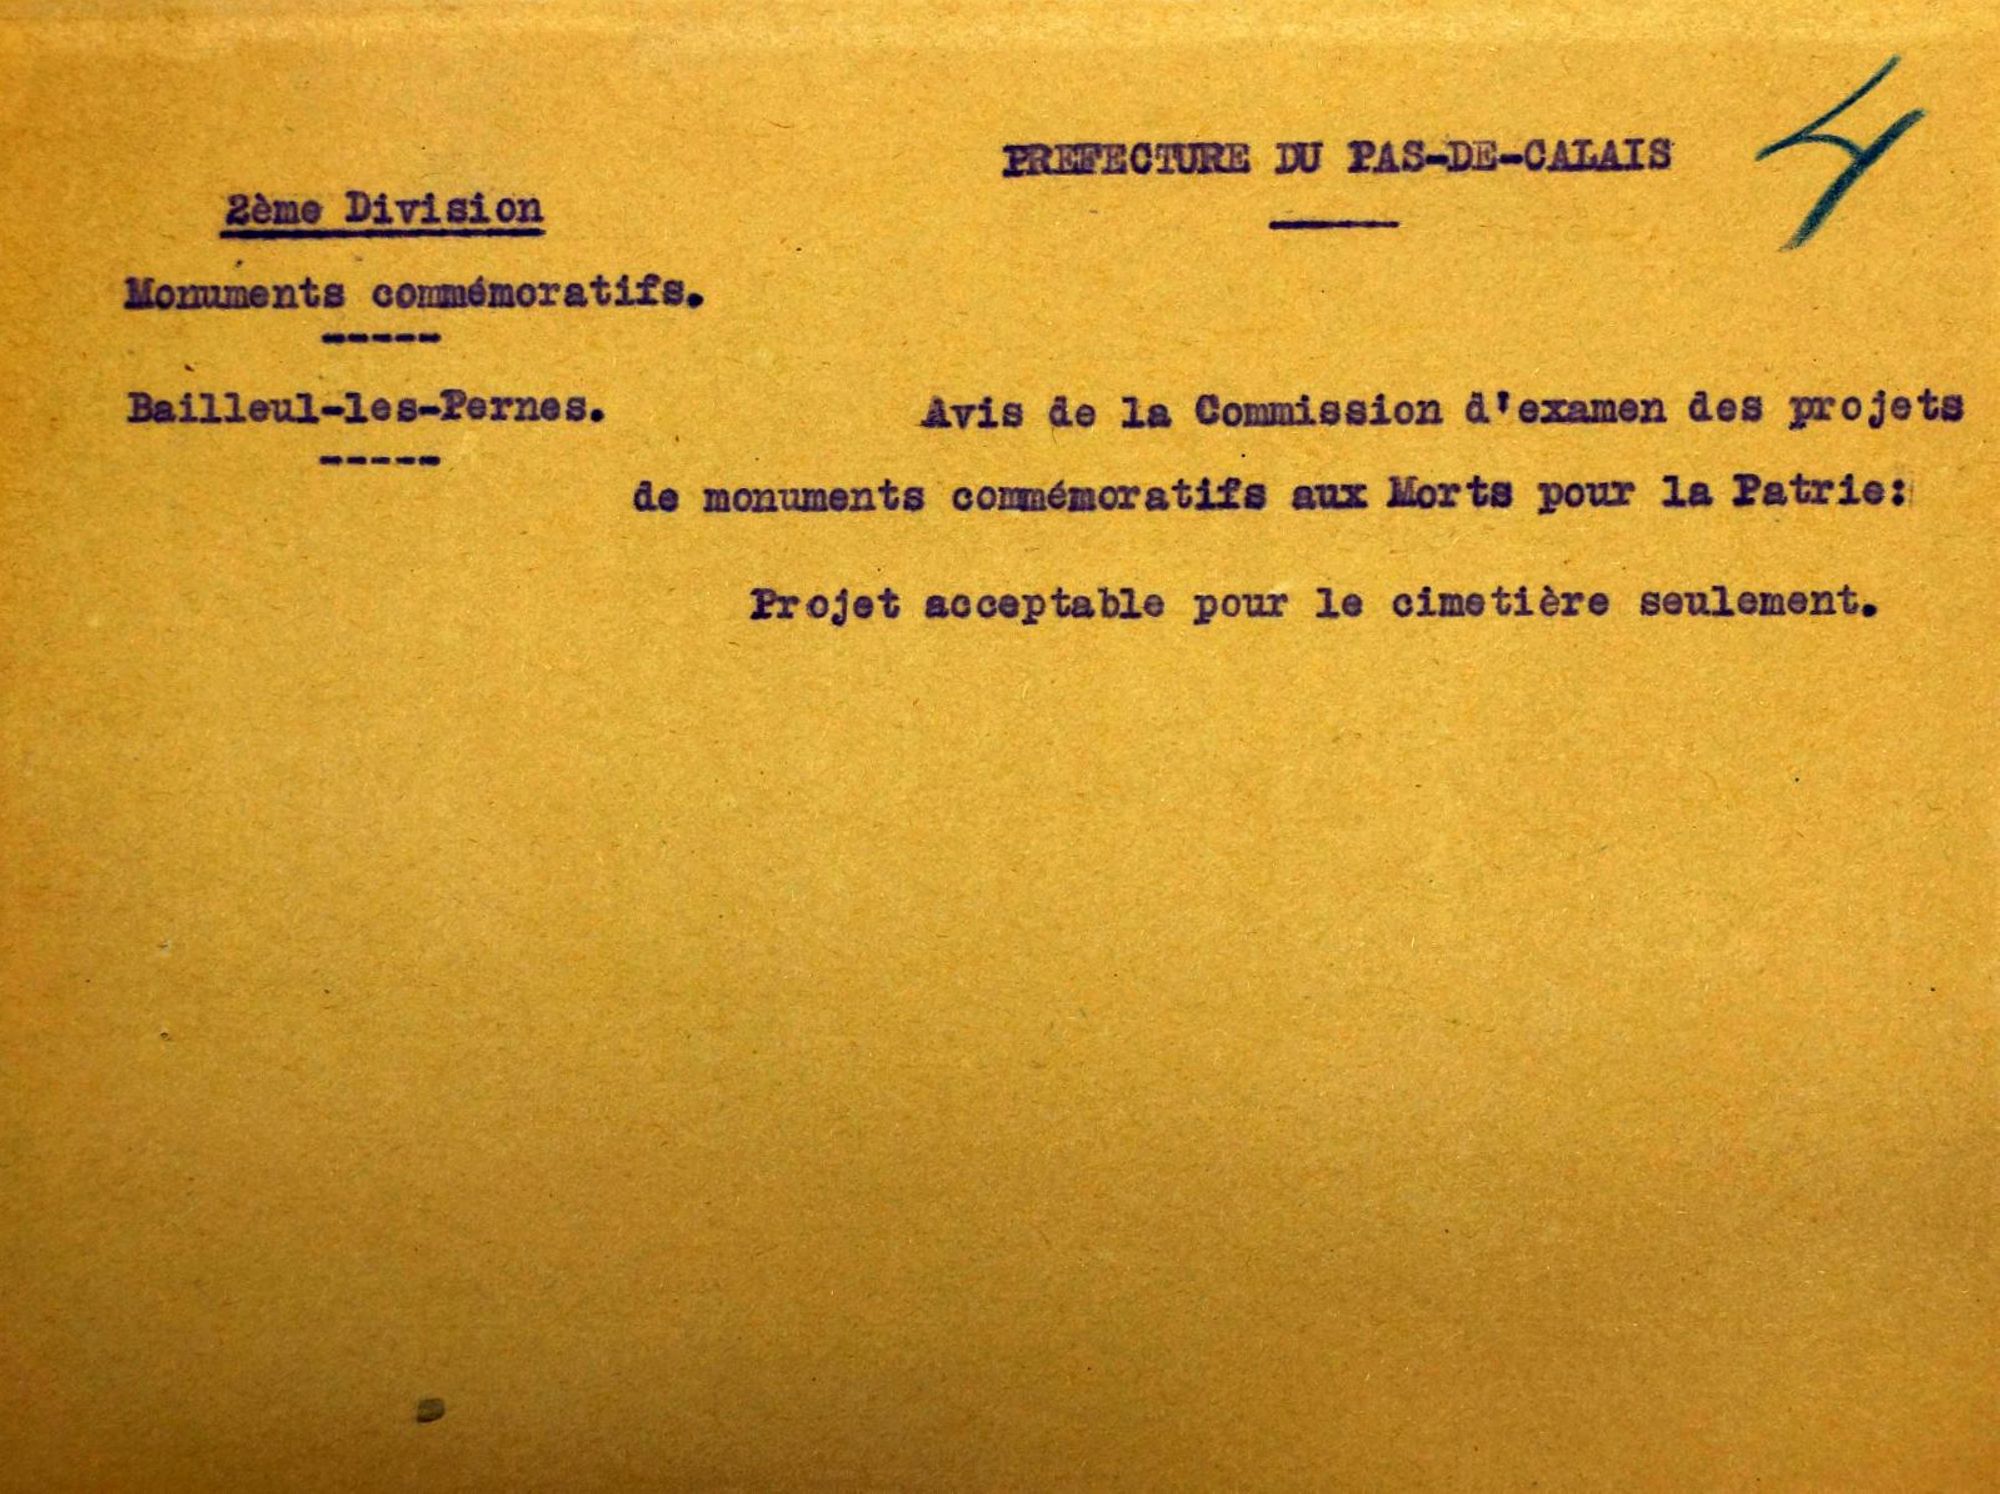 PREFECTURE DU PAS-DE-CALAIS
4
2ème Division
Monuments commémoratifs.
-----
Bailleul-les-Pernes.
-----
Avis de la Commission d'examen des projets
de monuments commémoratifs aux Morts pour la Patrie:
Projet acceptable pour le cimetière seulement.